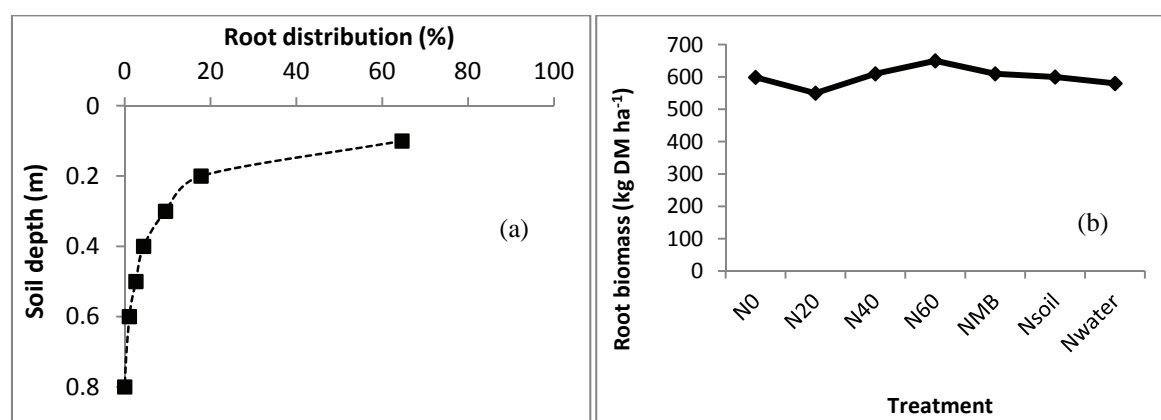 Root distribution (%)
0 20 40 60 80 100
0
0.2
0.4
0.6
0.8
Soil depth (m)
(a)
700
600
500
400
300
200
100
0
Root biomass (kg DM ha⁻¹)
(b)
N0 N20 N40 N60 NMB Nsoil Nwater
Treatment